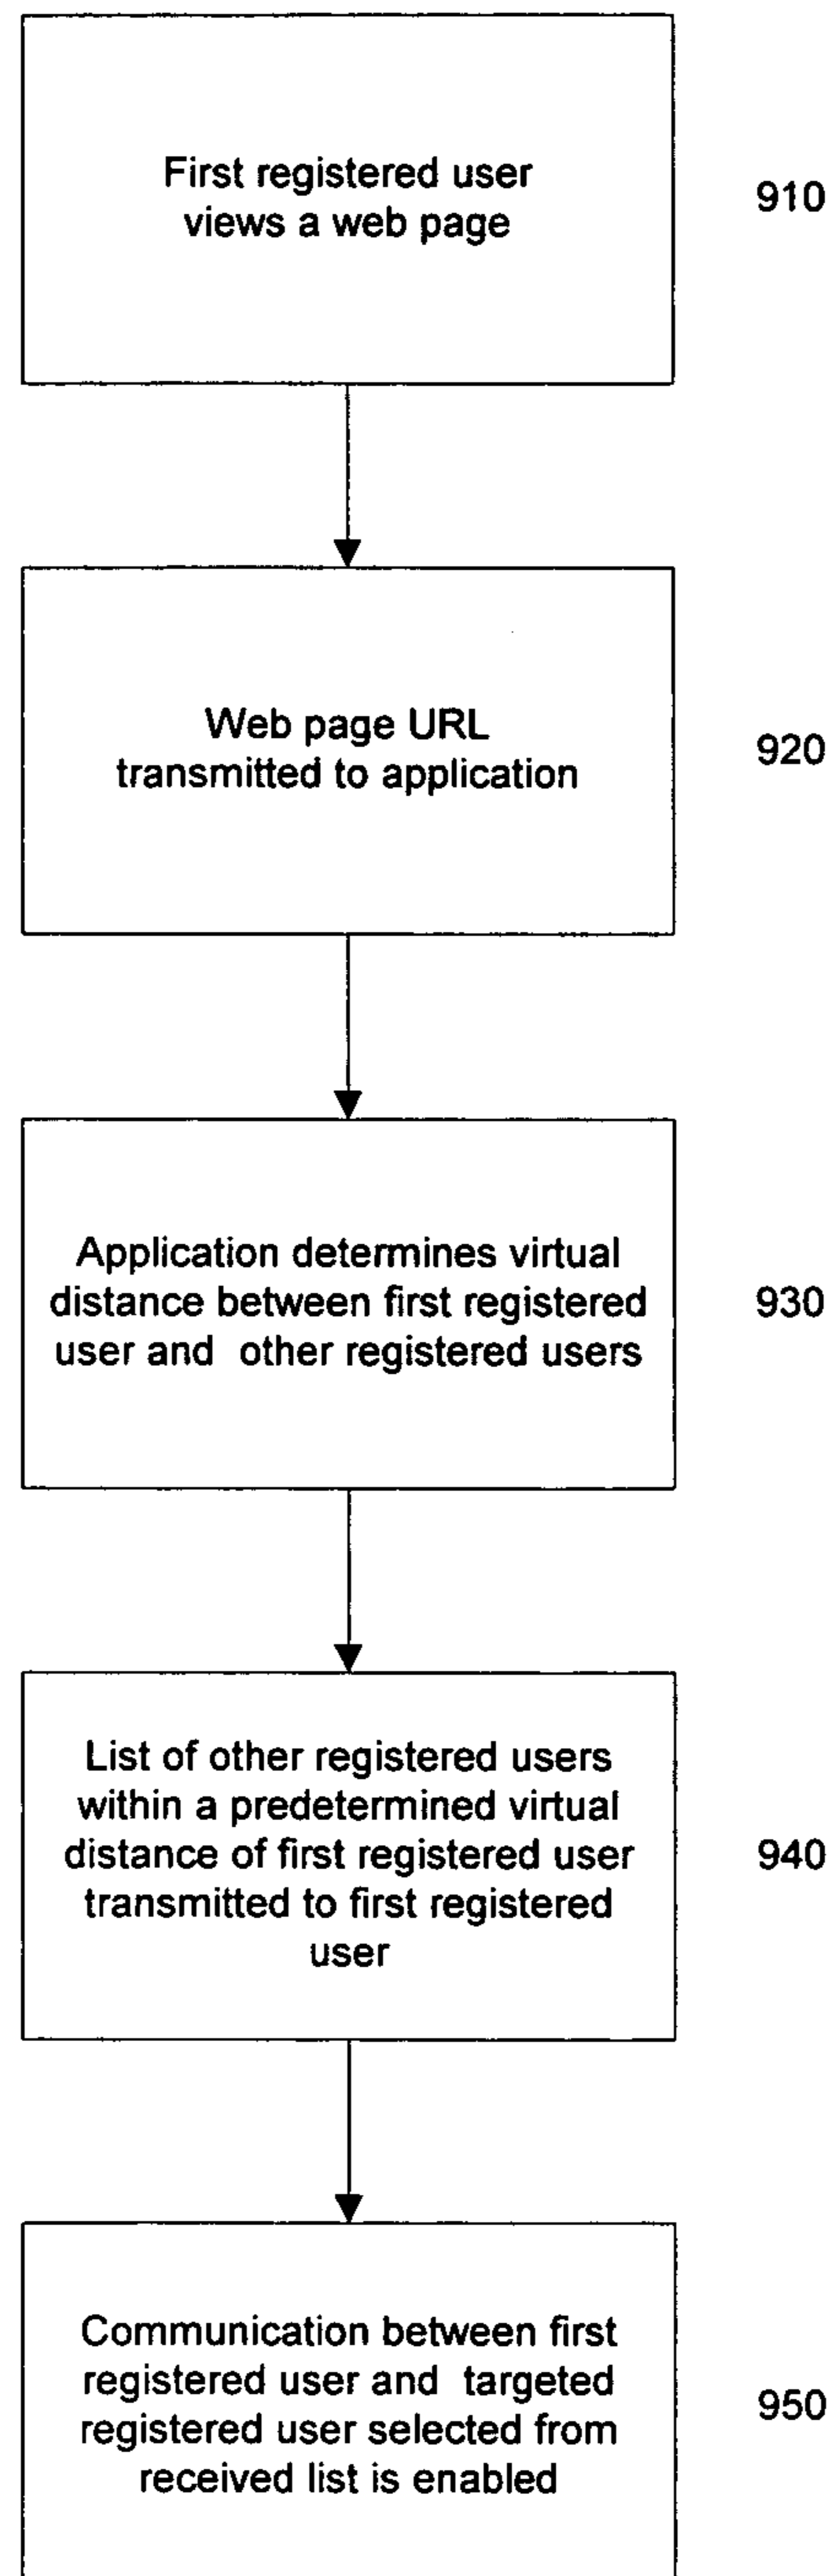 First registered user
views a web page
910
Web page URL
transmitted to application
920
Application determines virtual
distance between first registered
user and other registered users
930
List of other registered users
within a predetermined virtual
distance of first registered user
transmitted to first registered
user
940
Communication between first
registered user and targeted
registered user selected from
received list is enabled
950